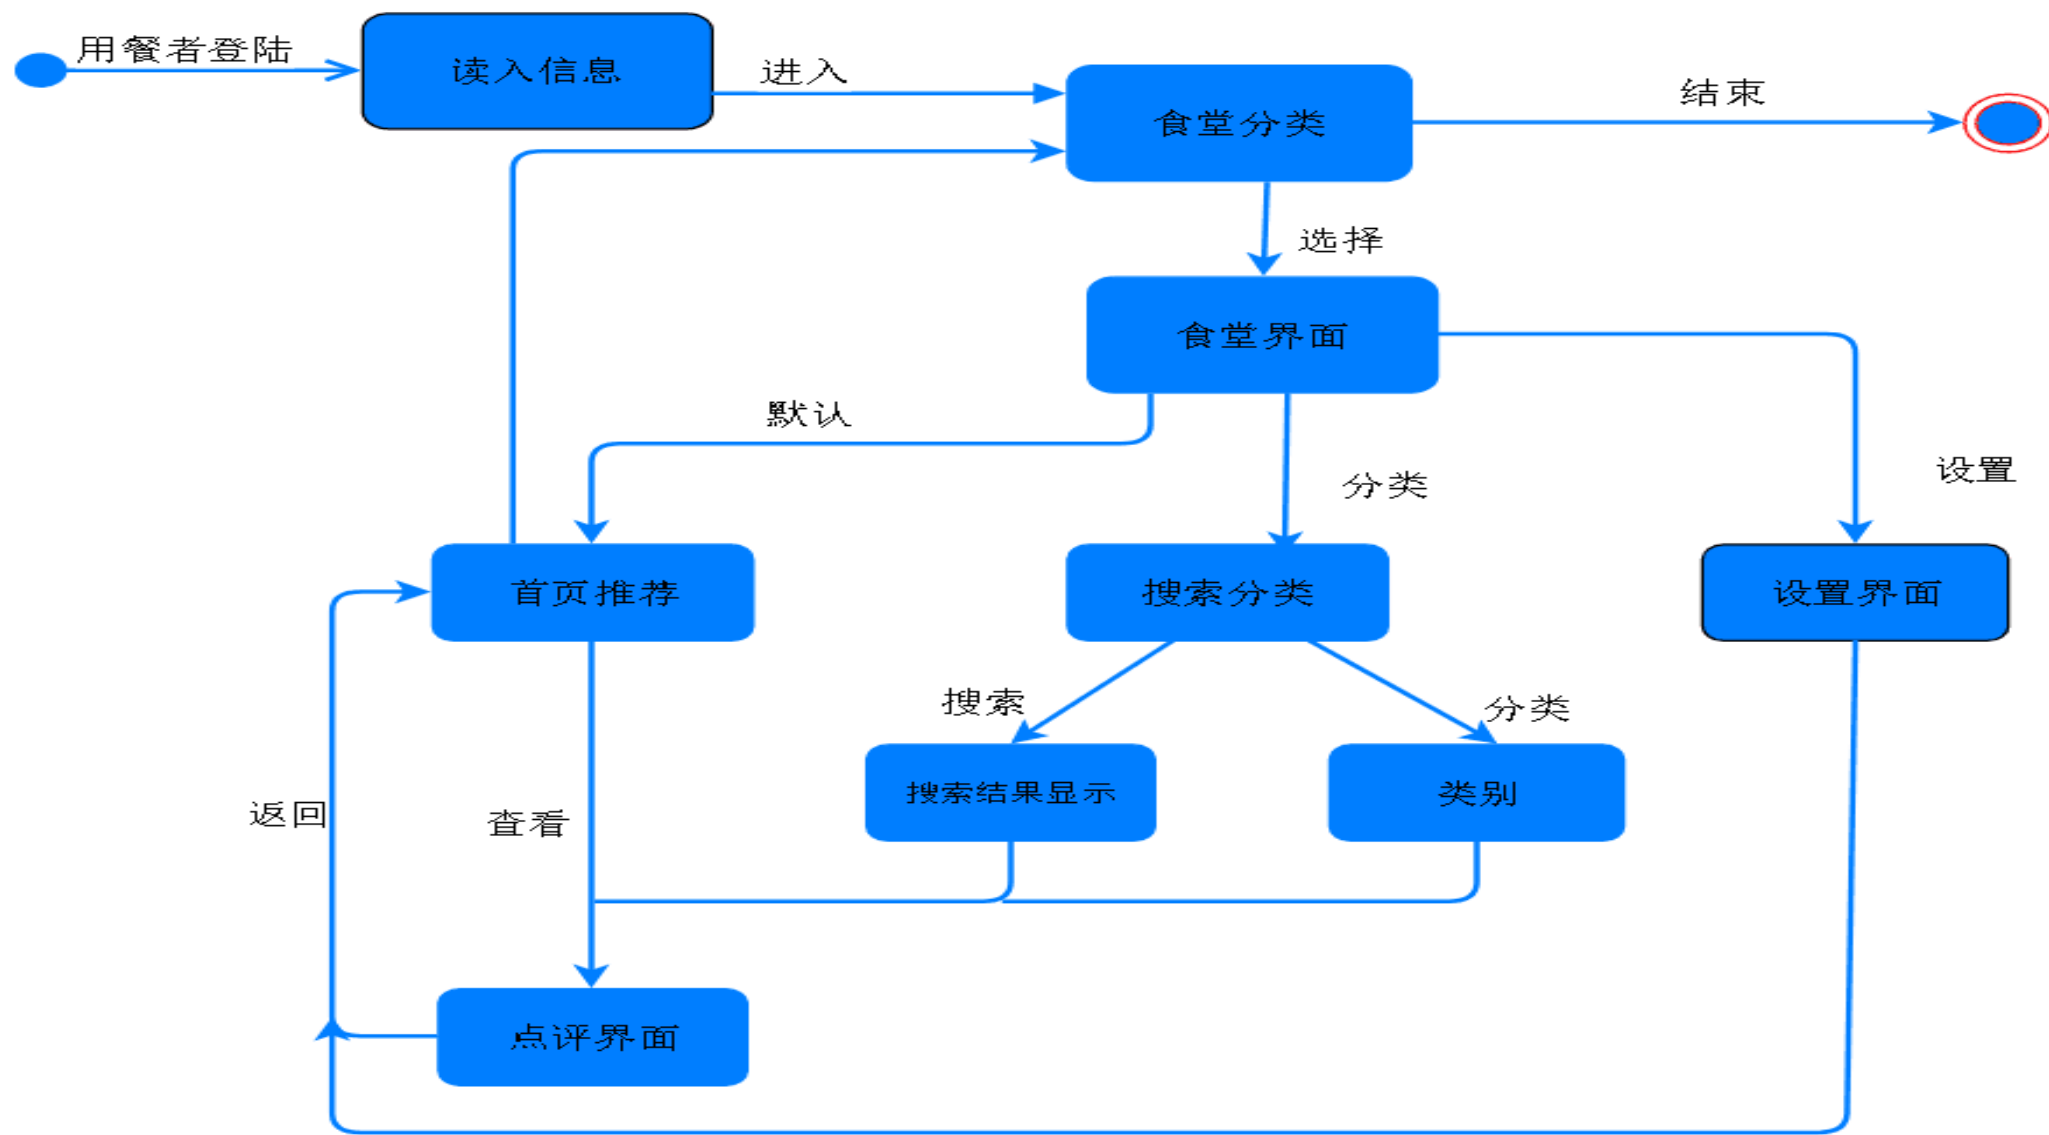 用餐者登陆
读入信息
进入
食堂分类
结束
选择
食堂界面
默认
分类
设置
首页推荐
搜索分类
设置界面
搜索
分类
返回
查看
搜索结果显示
类别
点评界面